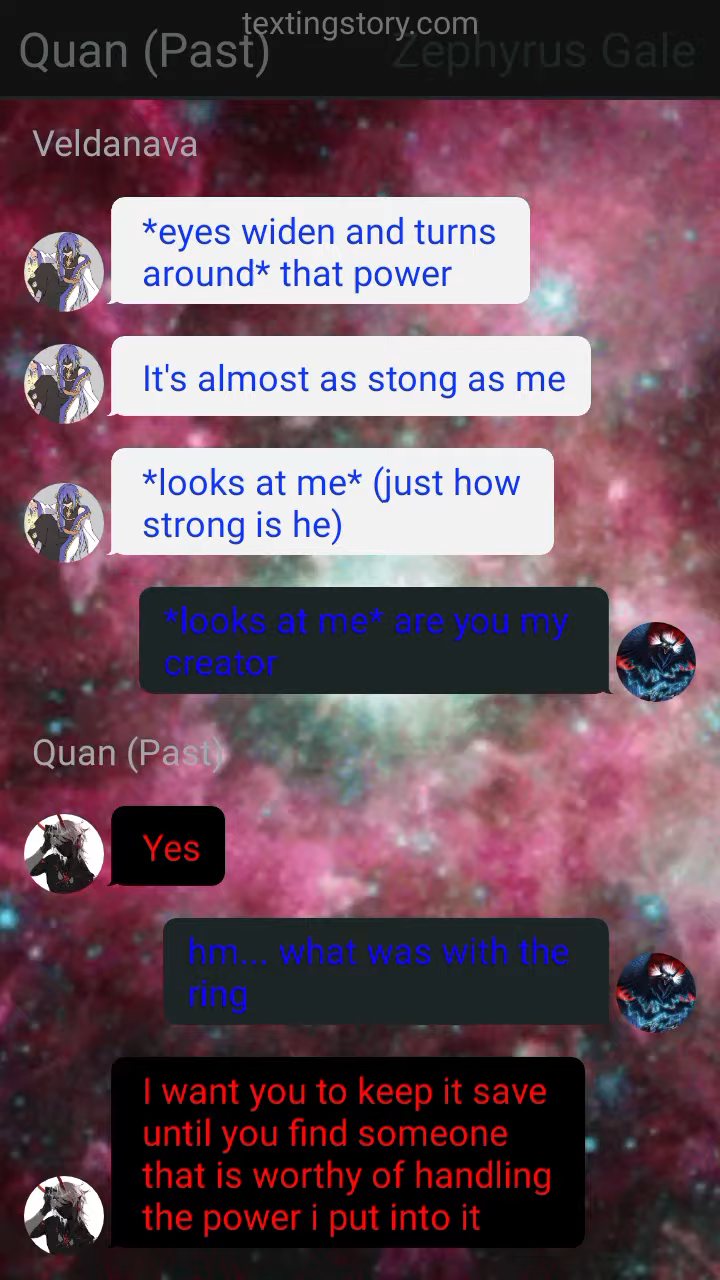 textingstory.com
Quan (Past) Zephyrus Gale
Veldanava
*eyes widen and turns
around* that power
It's almost as stong as me
*looks at me* (just how
strong is he)
*looks at me* are you my
creator
Quan (Past)
Yes
hm... what was with the
ring
I want you to keep it save
until you find someone
that is worthy of handling
the power i put into it